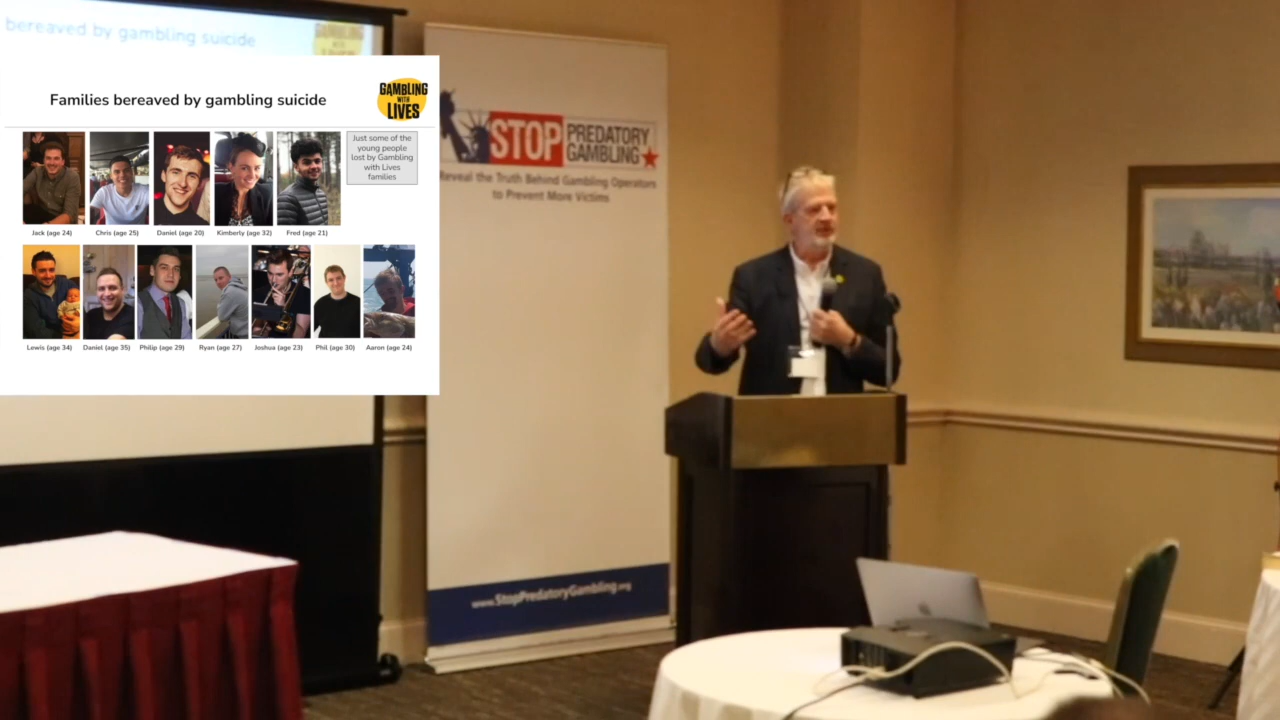 bereaved by gambling suicide
GAMBLING
WITH
LIVES
Families bereaved by gambling suicide
GAMBLING
WITH
LIVES
Just some of the
young people
lost by Gambling
with Lives
families
Jack (age 24) Chris (age 25) Daniel (age 20) Kimberly (age 32) Fred (age 21)
Lewis (age 34) Daniel (age 35) Philip (age 29) Ryan (age 27) Joshua (age 23) Phil (age 30) Aaron (age 24)
STOP PREDATORY
GAMBLING
Reveal the Truth Behind Gambling Operators
to Prevent More Victims
www.StopPredatoryGambling.org